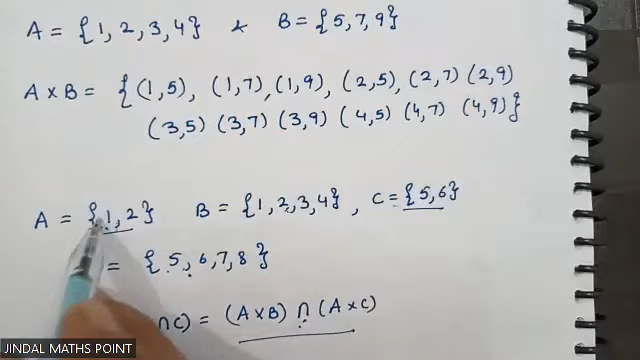 A = {1, 2, 3, 4} & B = {5, 7, 9}
A × B = {(1,5), (1,7), (1,9), (2,5), (2,7) (2,9)
(3,5) (3,7) (3,9) (4,5) (4,7) (4,9)}
A = {1, 2} B = {1, 2, 3, 4}, C = {5, 6}
= {5, 6, 7, 8}
∩ C) = (A × B) ∩ (A × C)
JINDAL MATHS POINT